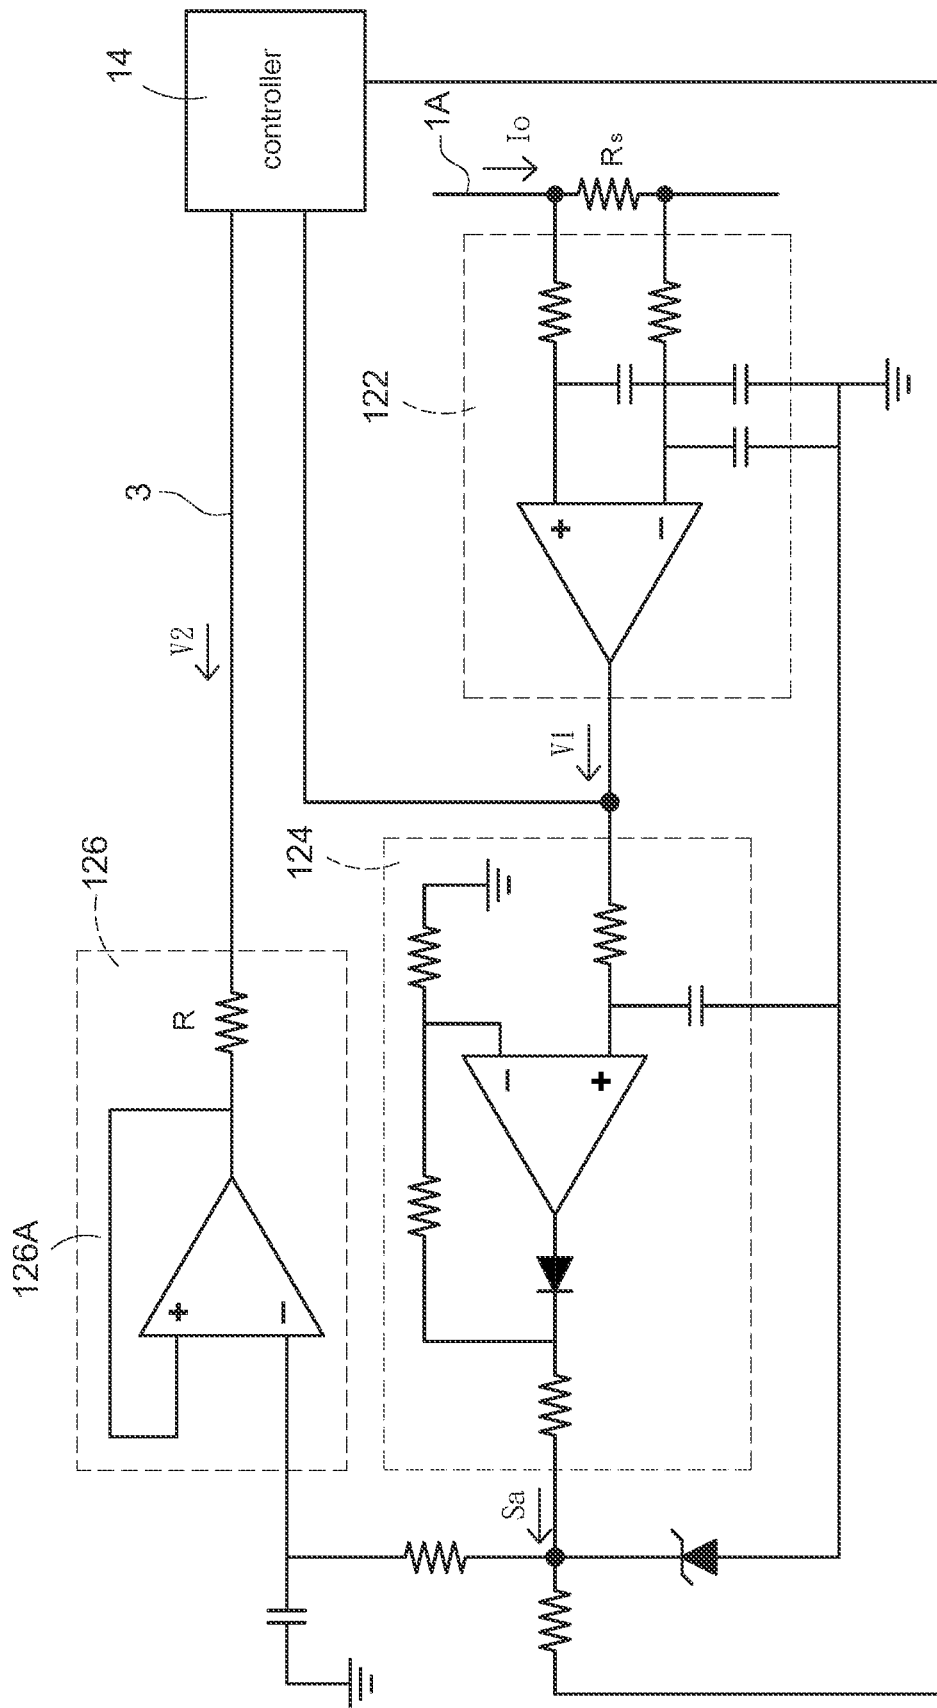 14
controller
1A
Io
Rs
122
+
−
3
V2
V1
126
124
R
−
+
126A
+
−
Sa